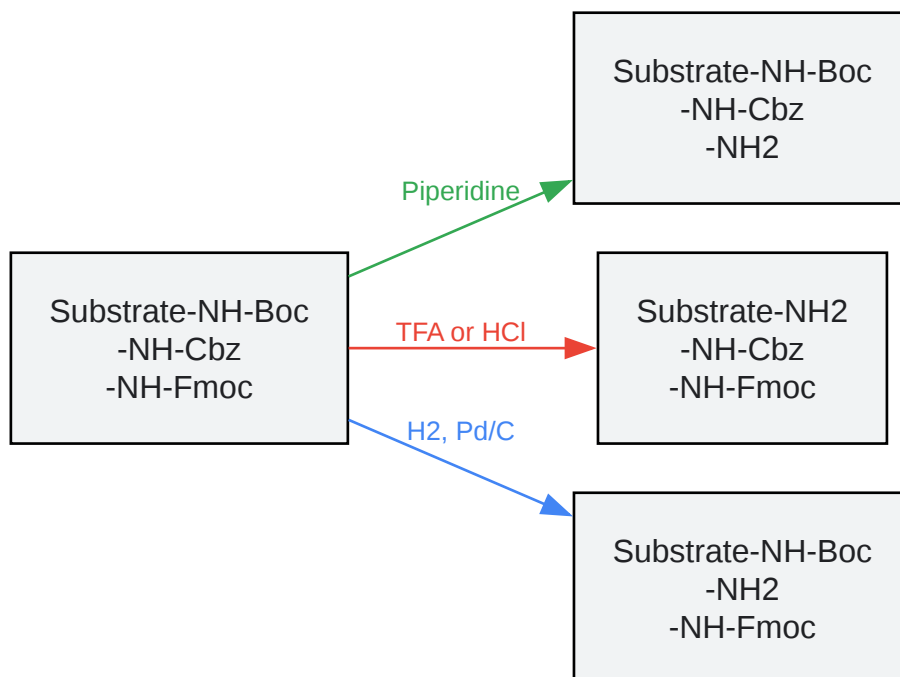 Substrate-NH-Boc
-NH-Cbz
-NH2
Piperidine
Substrate-NH-Boc
-NH-Cbz
-NH-Fmoc
TFA or HCl
Substrate-NH2
-NH-Cbz
-NH-Fmoc
H2, Pd/C
Substrate-NH-Boc
-NH2
-NH-Fmoc